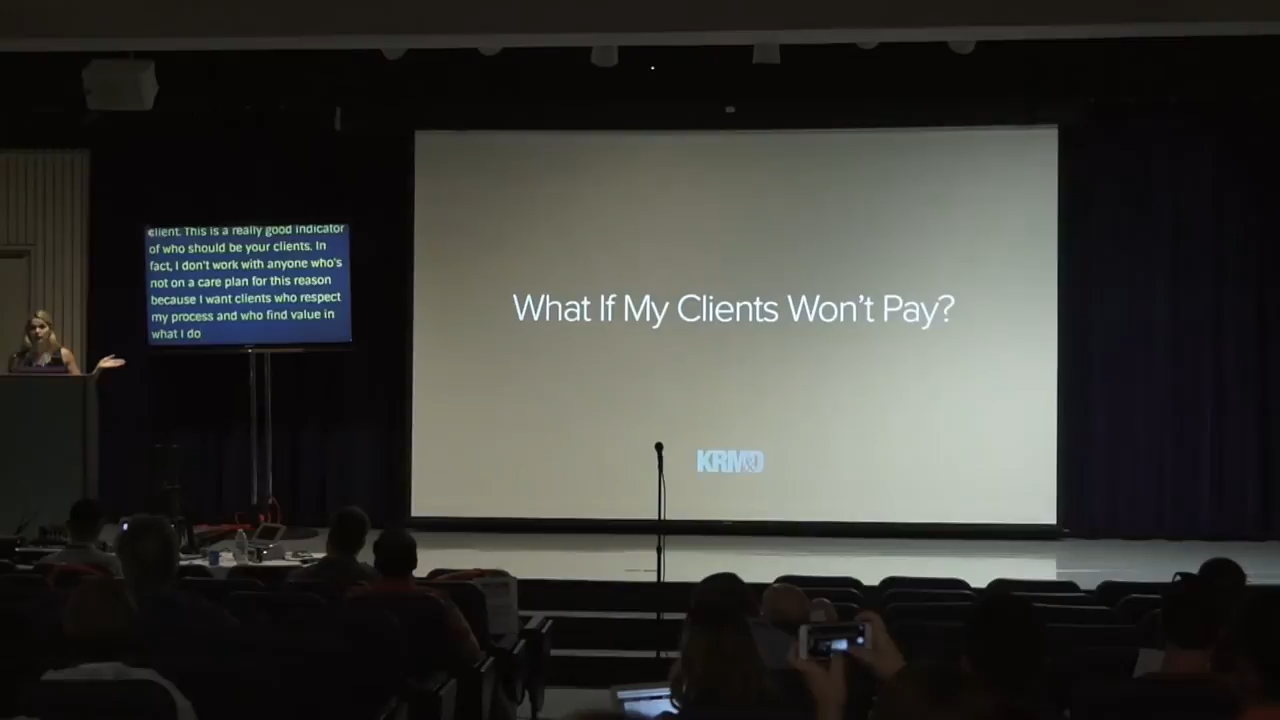 client. This is a really good indicator
of who should be your clients. In
fact, I don't work with anyone who's
not on a care plan for this reason
because I want clients who respect
my process and who find value in
what I do
What If My Clients Won't Pay?
KRM&D